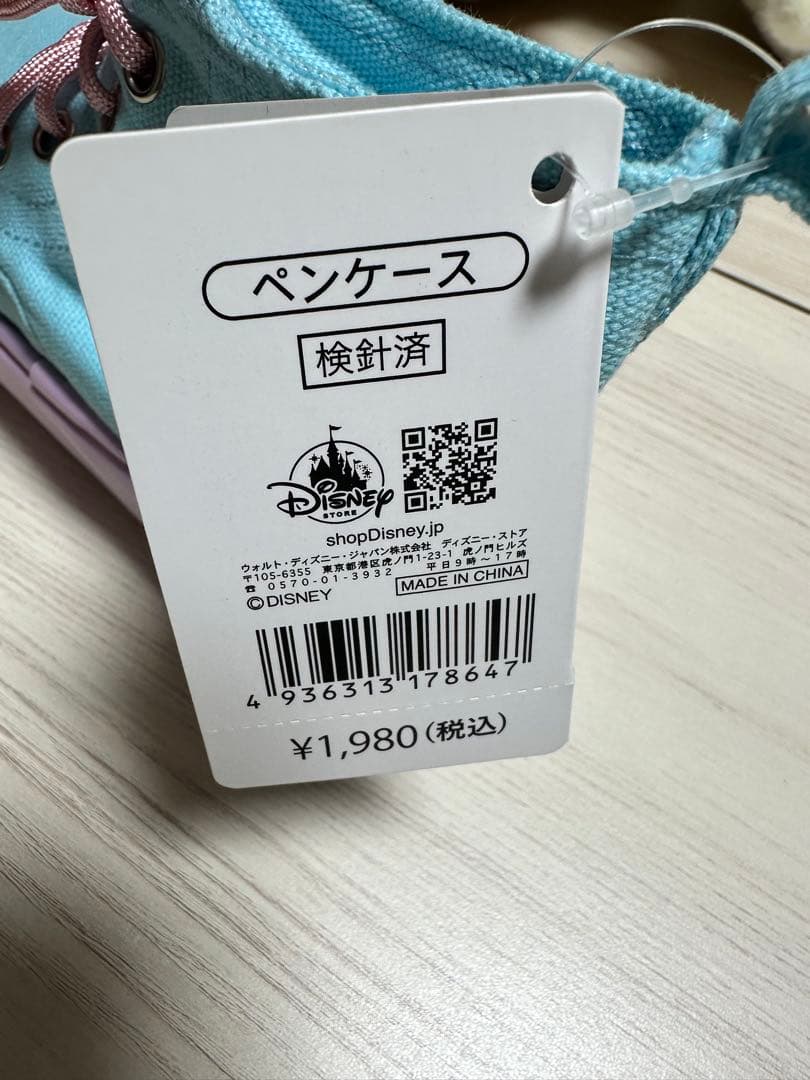 ペンケース
検針済
Disney
STORE
shopDisney.jp
ウォルト・ディズニー・ジャパン株式会社 ディズニー・ストア
〒105-6355 東京都港区虎ノ門1-23-1 虎ノ門ヒルズ
☎ 0570-01-3932 平日9時～17時
©DISNEY MADE IN CHINA
4 936313 178647
¥1,980(税込)